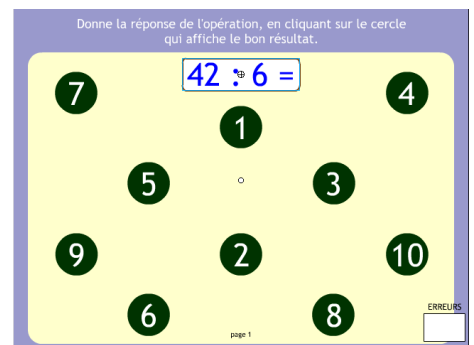 Donne la réponse de l'opération, en cliquant sur le cercle
qui affiche le bon résultat.
42 : 6 =
7
4
1
5
3
9
2
10
6
8
ERREURS
page 1